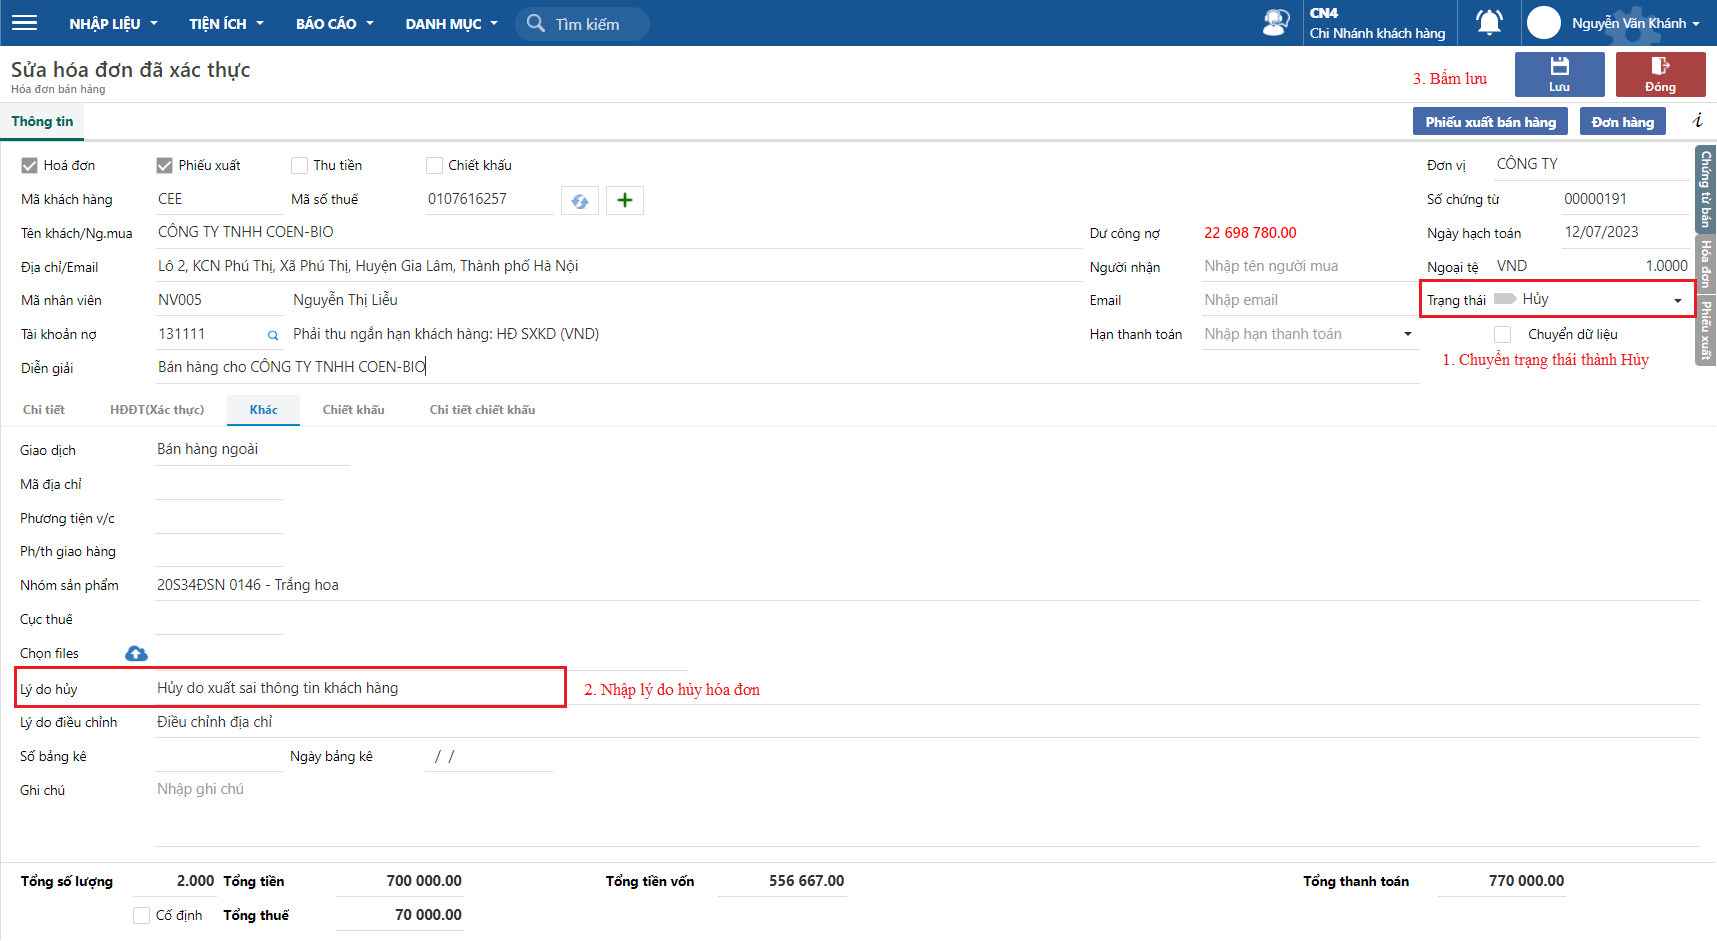 NHẬP LIỆU TIỆN ÍCH BÁO CÁO DANH MỤC Tìm kiếm CN4 Nguyễn Văn Khánh
Chi Nhánh khách hàng
Sửa hóa đơn đã xác thực
Hóa đơn bán hàng
3. Bấm lưu Lưu Đóng
Thông tin Phiếu xuất bán hàng Đơn hàng i
Hoá đơn Phiếu xuất Thu tiền Chiết khấu Đơn vị CÔNG TY
Mã khách hàng CEE Mã số thuế 0107616257 Số chứng từ 00000191
Tên khách/Ng.mua CÔNG TY TNHH COEN-BIO Dư công nợ 22 698 780.00 Ngày hạch toán 12/07/2023
Địa chỉ/Email Lô 2, KCN Phú Thị, Xã Phú Thị, Huyện Gia Lâm, Thành phố Hà Nội Người nhận Nhập tên người mua Ngoại tệ VND 1.0000
Mã nhân viên NV005 Nguyễn Thị Liễu Email Nhập email Trạng thái Hủy
Tài khoản nợ 131111 Phải thu ngắn hạn khách hàng: HĐ SXKD (VND) Hạn thanh toán Nhập hạn thanh toán Chuyển dữ liệu
1. Chuyển trạng thái thành Hủy
Diễn giải Bán hàng cho CÔNG TY TNHH COEN-BIO
Chứng từ bán
Hóa đơn
Phiếu xuất
Chi tiết HĐĐT(Xác thực) Khác Chiết khấu Chi tiết chiết khấu
Giao dịch Bán hàng ngoài
Mã địa chỉ
Phương tiện v/c
Ph/th giao hàng
Nhóm sản phẩm 20S34ĐSN 0146 - Trắng hoa
Cục thuế
Chọn files
Lý do hủy Hủy do xuất sai thông tin khách hàng 2. Nhập lý do hủy hóa đơn
Lý do điều chỉnh Điều chỉnh địa chỉ
Số bảng kê Ngày bảng kê / /
Ghi chú Nhập ghi chú
Tổng số lượng 2.000 Tổng tiền 700 000.00 Tổng tiền vốn 556 667.00 Tổng thanh toán 770 000.00
Cố định Tổng thuế 70 000.00